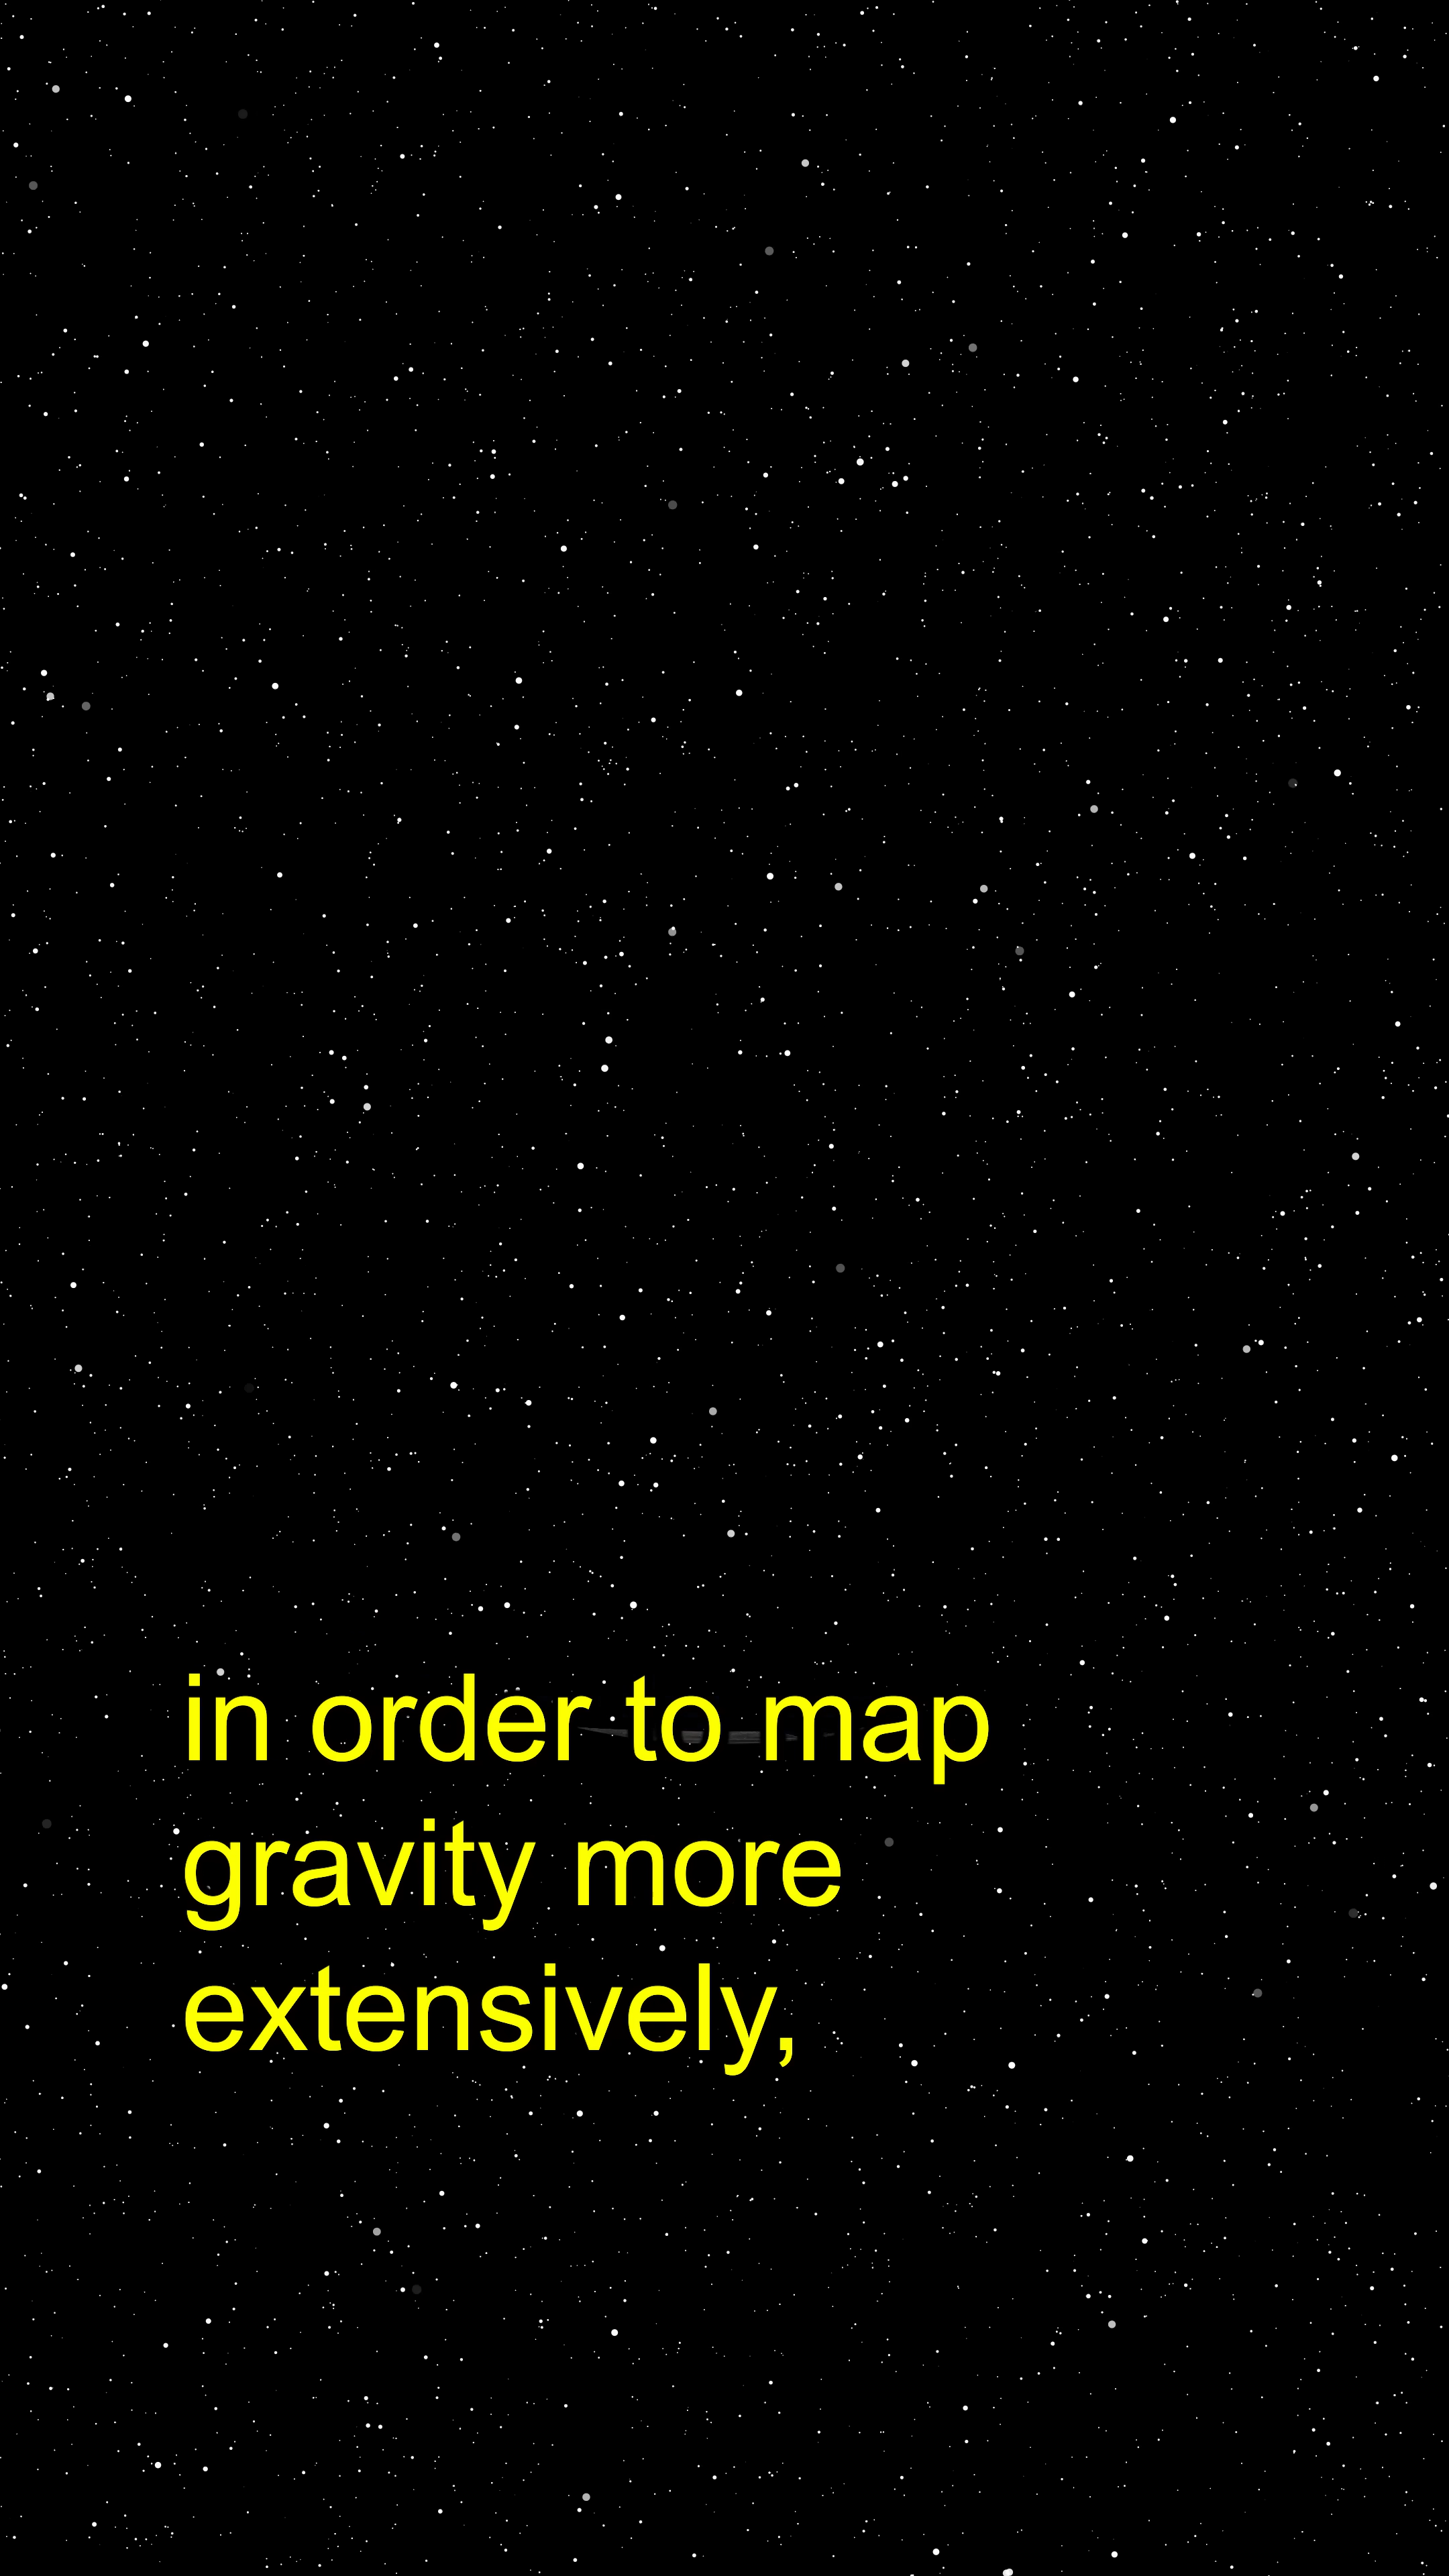 in order to map
gravity more
extensively,